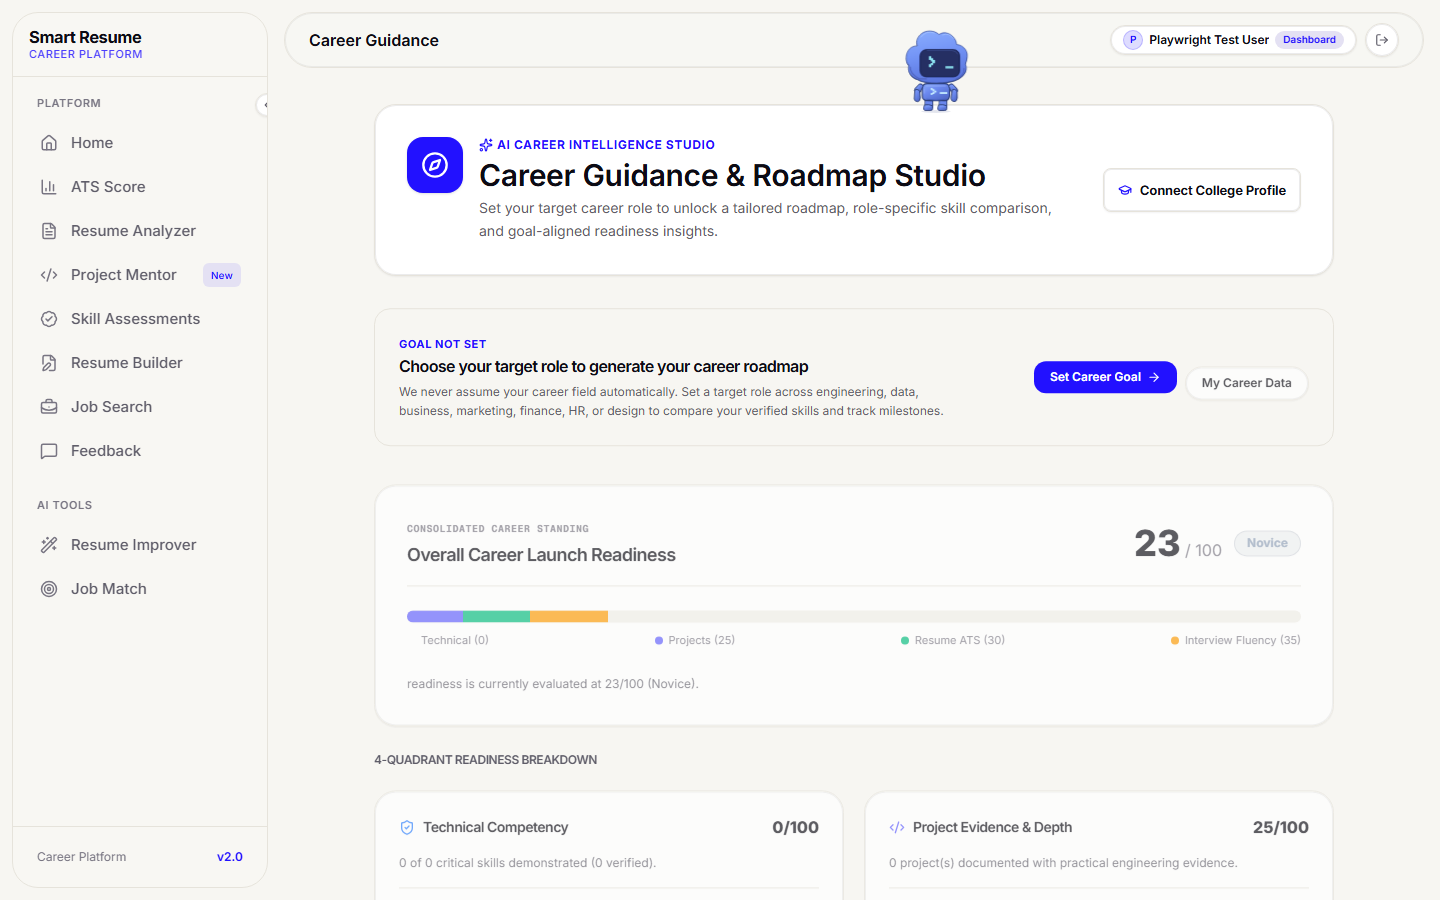 Smart Resume
CAREER PLATFORM
PLATFORM
Home
ATS Score
Resume Analyzer
Project Mentor New
Skill Assessments
Resume Builder
Job Search
Feedback
AI TOOLS
Resume Improver
Job Match
Career Platform v2.0
Career Guidance
P Playwright Test User Dashboard
AI CAREER INTELLIGENCE STUDIO
Career Guidance & Roadmap Studio
Set your target career role to unlock a tailored roadmap, role-specific skill comparison,
and goal-aligned readiness insights.
Connect College Profile
GOAL NOT SET
Choose your target role to generate your career roadmap
We never assume your career field automatically. Set a target role across engineering, data,
business, marketing, finance, HR, or design to compare your verified skills and track milestones.
Set Career Goal →
My Career Data
CONSOLIDATED CAREER STANDING
Overall Career Launch Readiness
23 / 100 Novice
Technical (0) Projects (25) Resume ATS (30) Interview Fluency (35)
readiness is currently evaluated at 23/100 (Novice).
4-QUADRANT READINESS BREAKDOWN
Technical Competency 0/100
0 of 0 critical skills demonstrated (0 verified).
Project Evidence & Depth 25/100
0 project(s) documented with practical engineering evidence.